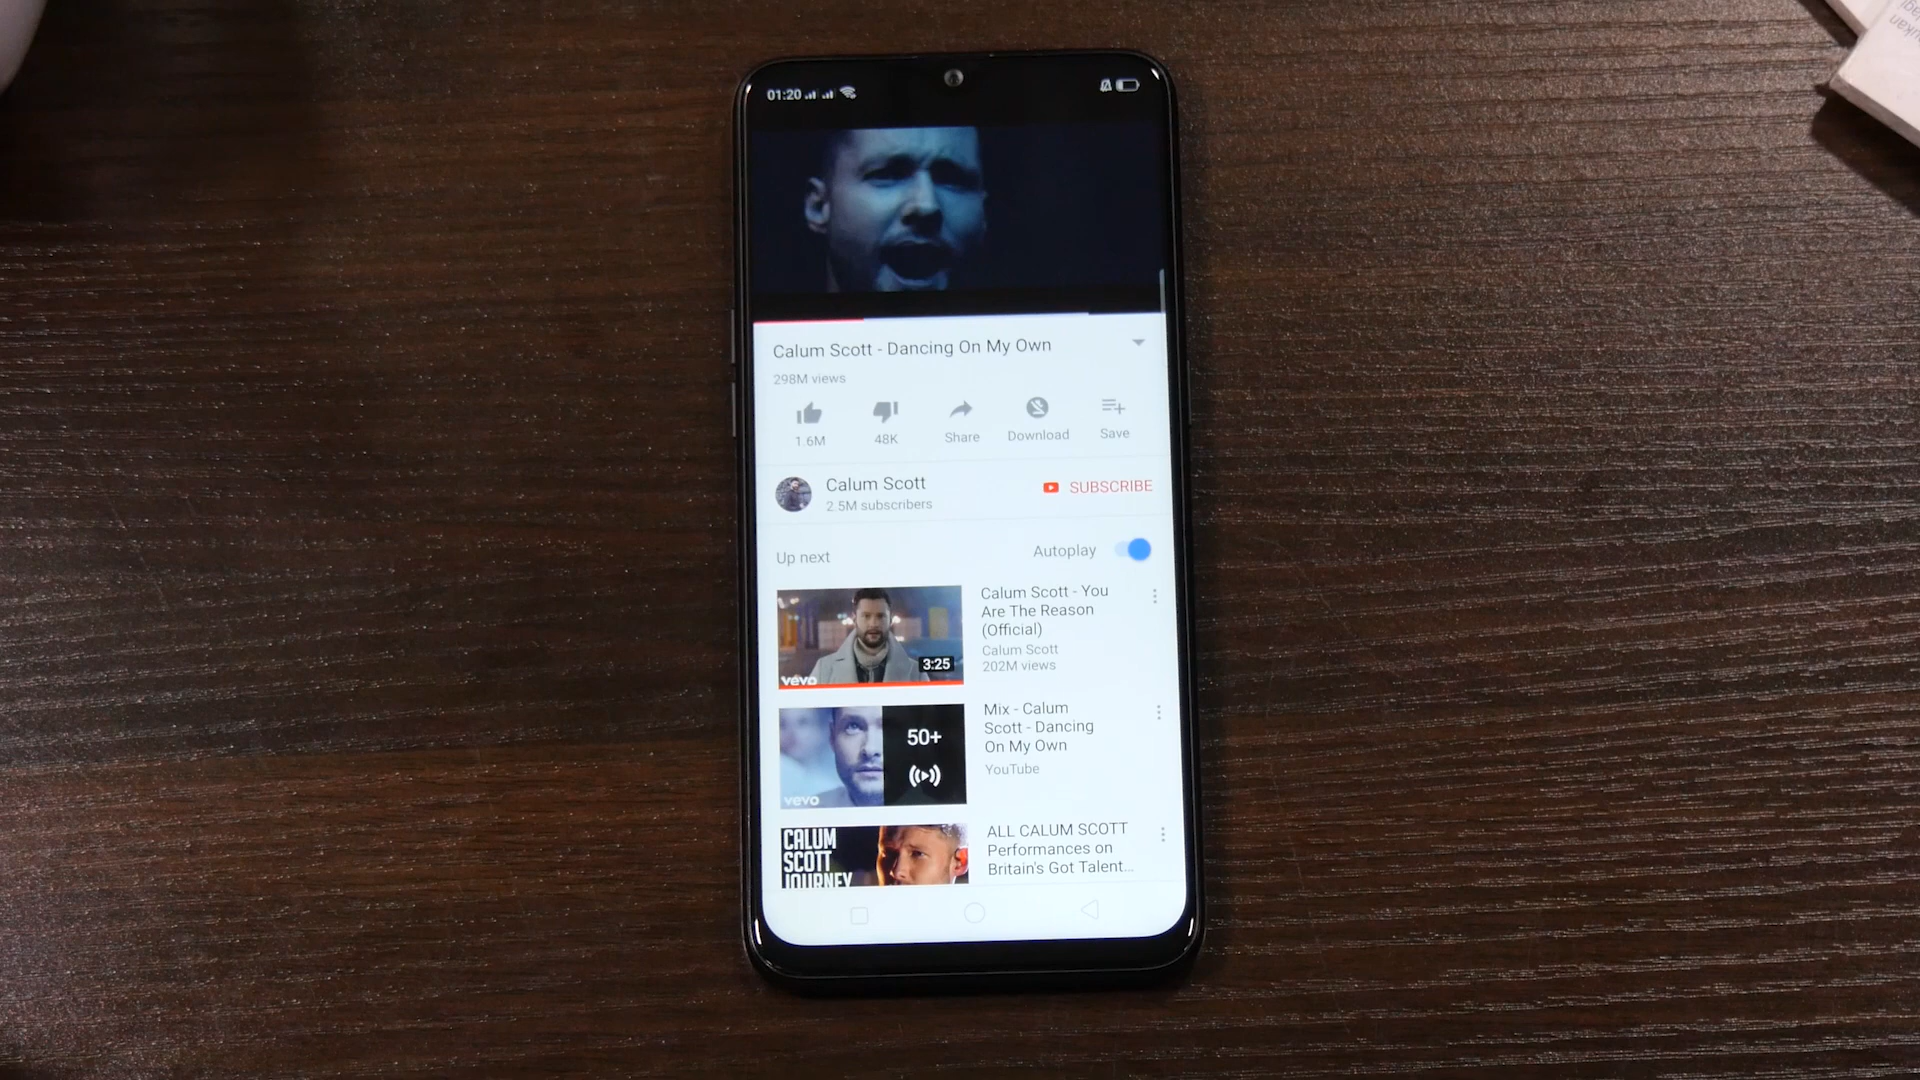 01:20
Calum Scott - Dancing On My Own
298M views
1.6M
48K
Share
Download
Save
Calum Scott
2.5M subscribers
SUBSCRIBE
Up next
Autoplay
3:25
vevo
Calum Scott - You
Are The Reason
(Official)
Calum Scott
202M views
50+
vevo
Mix - Calum
Scott - Dancing
On My Own
YouTube
CALUM
SCOTT
JOURNEY
ALL CALUM SCOTT
Performances on
Britain's Got Talent...